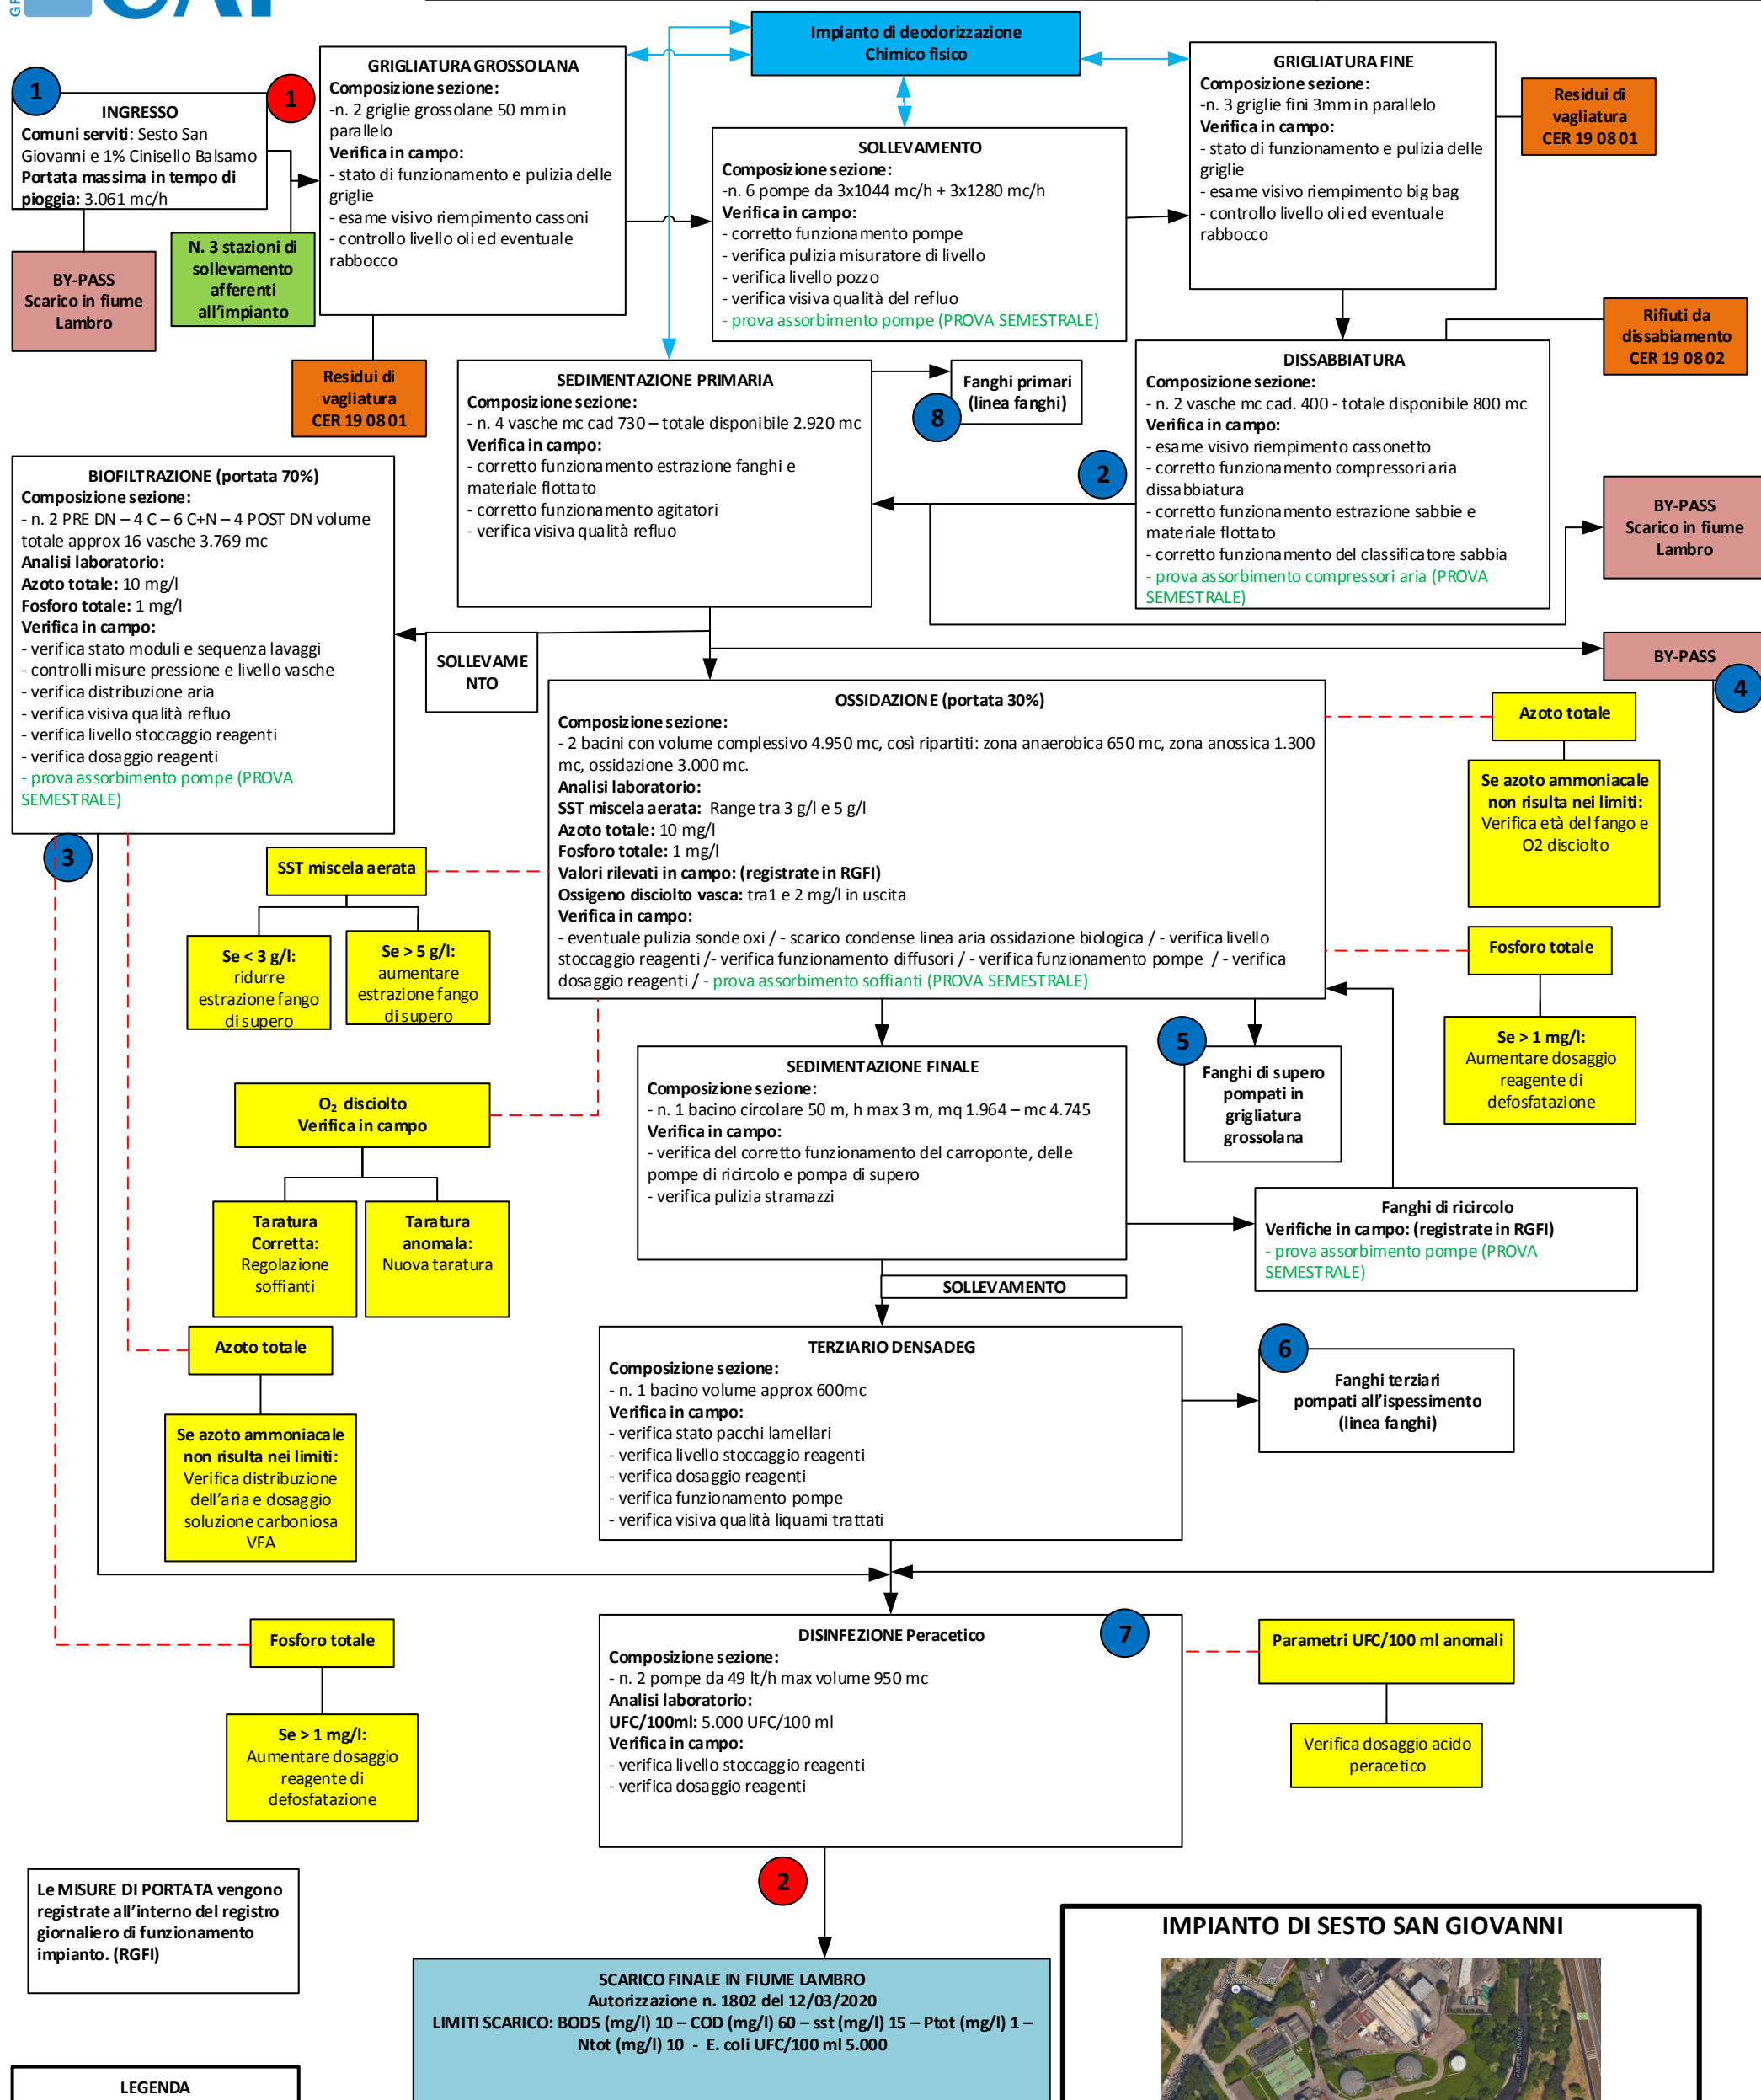 GR
CAP
Impianto di deodorizzazione
Chimico fisico
1
INGRESSO
Comuni serviti: Sesto San
Giovanni e 1% Cinisello Balsamo
Portata massima in tempo di
pioggia: 3.061 mc/h
1
GRIGLIATURA GROSSOLANA
Composizione sezione:
-n. 2 griglie grossolane 50 mm in
parallelo
Verifica in campo:
- stato di funzionamento e pulizia delle
griglie
- esame visivo riempimento cassoni
- controllo livello oli ed eventuale
rabbocco
SOLLEVAMENTO
Composizione sezione:
-n. 6 pompe da 3x1044 mc/h + 3x1280 mc/h
Verifica in campo:
- corretto funzionamento pompe
- verifica pulizia misuratore di livello
- verifica livello pozzo
- verifica visiva qualità del refluo
- prova assorbimento pompe (PROVA SEMESTRALE)
GRIGLIATURA FINE
Composizione sezione:
-n. 3 griglie fini 3mm in parallelo
Verifica in campo:
- stato di funzionamento e pulizia delle
griglie
- esame visivo riempimento big bag
- controllo livello oli ed eventuale
rabbocco
Residui di
vagliatura
CER 19 08 01
BY-PASS
Scarico in fiume
Lambro
N. 3 stazioni di
sollevamento
afferenti
all'impianto
Residui di
vagliatura
CER 19 08 01
SEDIMENTAZIONE PRIMARIA
Composizione sezione:
- n. 4 vasche mc cad 730 – totale disponibile 2.920 mc
Verifica in campo:
- corretto funzionamento estrazione fanghi e
materiale flottato
- corretto funzionamento agitatori
- verifica visiva qualità refluo
Fanghi primari
(linea fanghi)
8
2
DISSABBIATURA
Composizione sezione:
- n. 2 vasche mc cad. 400 - totale disponibile 800 mc
Verifica in campo:
- esame visivo riempimento cassonetto
- corretto funzionamento compressori aria
dissabbiatura
- corretto funzionamento estrazione sabbie e
materiale flottato
- corretto funzionamento del classificatore sabbia
- prova assorbimento compressori aria (PROVA
SEMESTRALE)
Rifiuti da
dissabiamento
CER 19 08 02
BY-PASS
Scarico in fiume
Lambro
BIOFILTRAZIONE (portata 70%)
Composizione sezione:
- n. 2 PRE DN – 4 C – 6 C+N – 4 POST DN volume
totale approx 16 vasche 3.769 mc
Analisi laboratorio:
Azoto totale: 10 mg/l
Fosforo totale: 1 mg/l
Verifica in campo:
- verifica stato moduli e sequenza lavaggi
- controlli misure pressione e livello vasche
- verifica distribuzione aria
- verifica visiva qualità refluo
- verifica livello stoccaggio reagenti
- verifica dosaggio reagenti
- prova assorbimento pompe (PROVA
SEMESTRALE)
3
SOLLEVAME
NTO
BY-PASS
4
OSSIDAZIONE (portata 30%)
Composizione sezione:
- 2 bacini con volume complessivo 4.950 mc, così ripartiti: zona anaerobica 650 mc, zona anossica 1.300
mc, ossidazione 3.000 mc.
Analisi laboratorio:
SST miscela aerata: Range tra 3 g/l e 5 g/l
Azoto totale: 10 mg/l
Fosforo totale: 1 mg/l
Valori rilevati in campo: (registrate in RGFI)
Ossigeno disciolto vasca: tra1 e 2 mg/l in uscita
Verifica in campo:
- eventuale pulizia sonde oxi / - scarico condense linea aria ossidazione biologica / - verifica livello
stoccaggio reagenti /- verifica funzionamento diffusori / - verifica funzionamento pompe / - verifica
dosaggio reagenti / - prova assorbimento soffianti (PROVA SEMESTRALE)
Azoto totale
Se azoto ammoniacale
non risulta nei limiti:
Verifica età del fango e
O2 disciolto
Fosforo totale
Se > 1 mg/l:
Aumentare dosaggio
reagente di
defosfatazione
SST miscela aerata
Se < 3 g/l:
ridurre
estrazione fango
di supero
Se > 5 g/l:
aumentare
estrazione fango
di supero
O2 disciolto
Verifica in campo
Taratura
Corretta:
Regolazione
soffianti
Taratura
anomala:
Nuova taratura
SEDIMENTAZIONE FINALE
Composizione sezione:
- n. 1 bacino circolare 50 m, h max 3 m, mq 1.964 – mc 4.745
Verifica in campo:
- verifica del corretto funzionamento del carroponte, delle
pompe di ricircolo e pompa di supero
- verifica pulizia stramazzi
5
Fanghi di supero
pompati in
grigliatura
grossolana
Fanghi di ricircolo
Verifiche in campo: (registrate in RGFI)
- prova assorbimento pompe (PROVA
SEMESTRALE)
SOLLEVAMENTO
Azoto totale
Se azoto ammoniacale
non risulta nei limiti:
Verifica distribuzione
dell'aria e dosaggio
soluzione carboniosa
VFA
TERZIARIO DENSADEG
Composizione sezione:
- n. 1 bacino volume approx 600mc
Verifica in campo:
- verifica stato pacchi lamellari
- verifica livello stoccaggio reagenti
- verifica dosaggio reagenti
- verifica funzionamento pompe
- verifica visiva qualità liquami trattati
6
Fanghi terziari
pompati all'ispessimento
(linea fanghi)
Fosforo totale
Se > 1 mg/l:
Aumentare dosaggio
reagente di
defosfatazione
DISINFEZIONE Peracetico
Composizione sezione:
- n. 2 pompe da 49 lt/h max volume 950 mc
Analisi laboratorio:
UFC/100ml: 5.000 UFC/100 ml
Verifica in campo:
- verifica livello stoccaggio reagenti
- verifica dosaggio reagenti
7
Parametri UFC/100 ml anomali
Verifica dosaggio acido
peracetico
2
Le MISURE DI PORTATA vengono
registrate all'interno del registro
giornaliero di funzionamento
impianto. (RGFI)
SCARICO FINALE IN FIUME LAMBRO
Autorizzazione n. 1802 del 12/03/2020
LIMITI SCARICO: BOD5 (mg/l) 10 – COD (mg/l) 60 – sst (mg/l) 15 – Ptot (mg/l) 1 –
Ntot (mg/l) 10 - E. coli UFC/100 ml 5.000
IMPIANTO DI SESTO SAN GIOVANNI
Fiume Lambro
LEGENDA